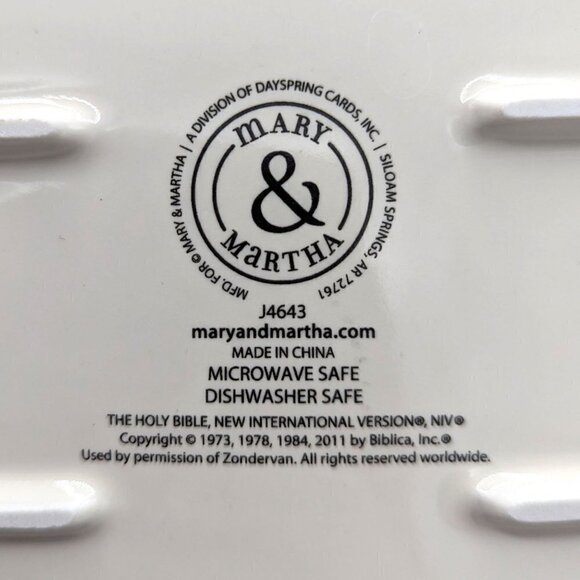 MFD. FOR © MARY & MARTHA | A DIVISION OF DAYSPRING CARDS, INC. | SILOAM SPRINGS, AR 72761
MARY
&
MaRTHA
J4643
maryandmartha.com
MADE IN CHINA
MICROWAVE SAFE
DISHWASHER SAFE
THE HOLY BIBLE, NEW INTERNATIONAL VERSION®, NIV®
Copyright © 1973, 1978, 1984, 2011 by Biblica, Inc.®
Used by permission of Zondervan. All rights reserved worldwide.